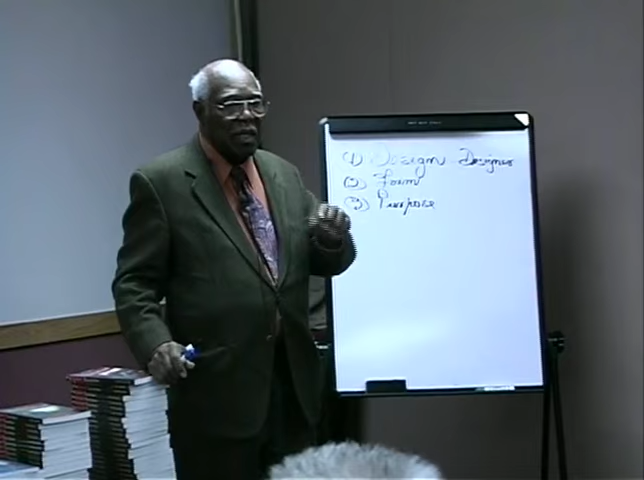 (1) Design - Designer
(2) Form
(3) Purpose